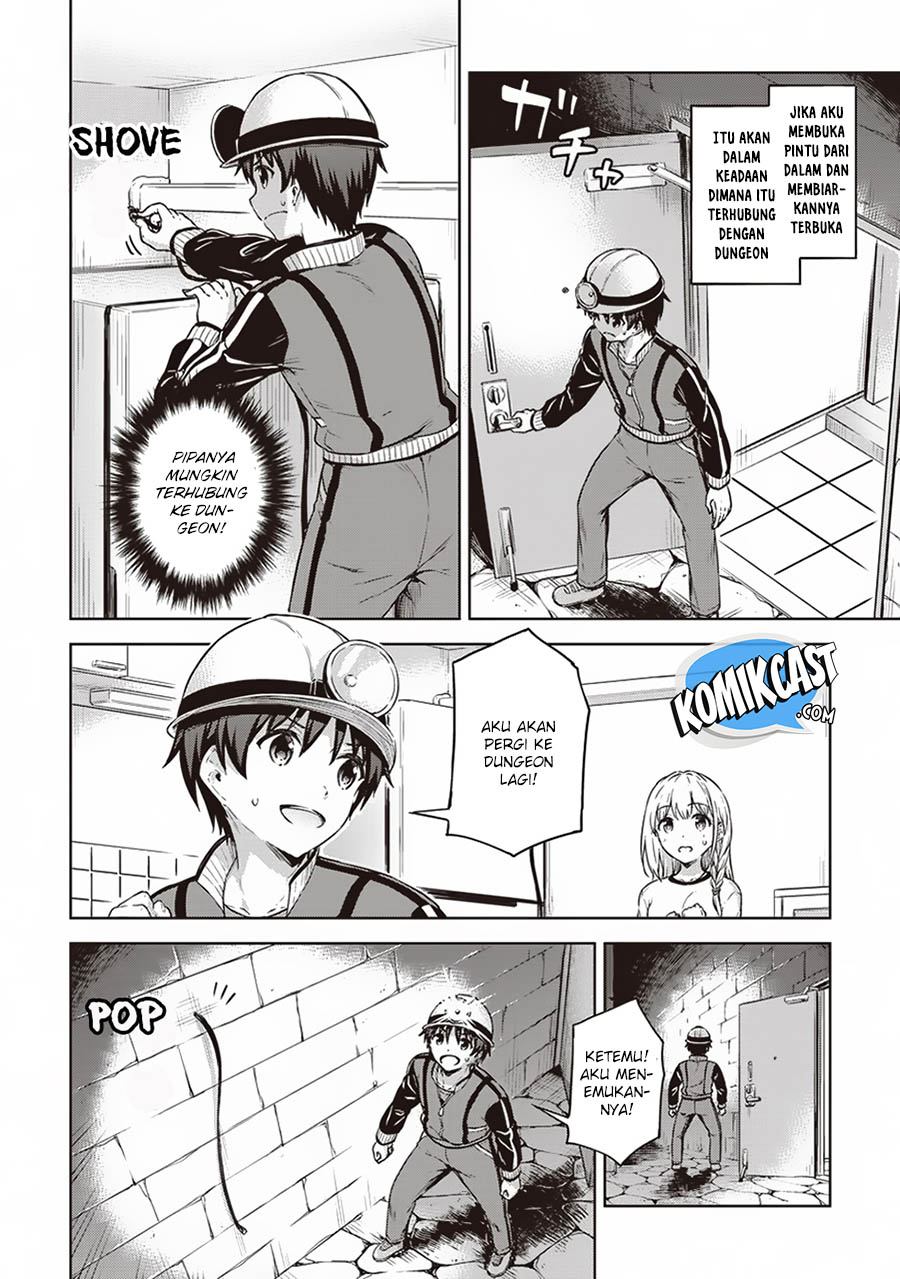 JIKA AKU
MEMBUKA
PINTU DARI
DALAM DAN
MEMBIAR-
KANNYA
TERBUKA
ITU AKAN
DALAM
KEADAAN
DIMANA ITU
TERHUBUNG
DENGAN
DUNGEON
ガチャ
SHOVE
PIPANYA
MUNGKIN
TERHUBUNG
KE DUN-
GEON!
KOMIKCAST
.COM
AKU AKAN
PERGI KE
DUNGEON
LAGI!
KETEMU!
AKU MEN-
EMUKAN-
NYA!
POP